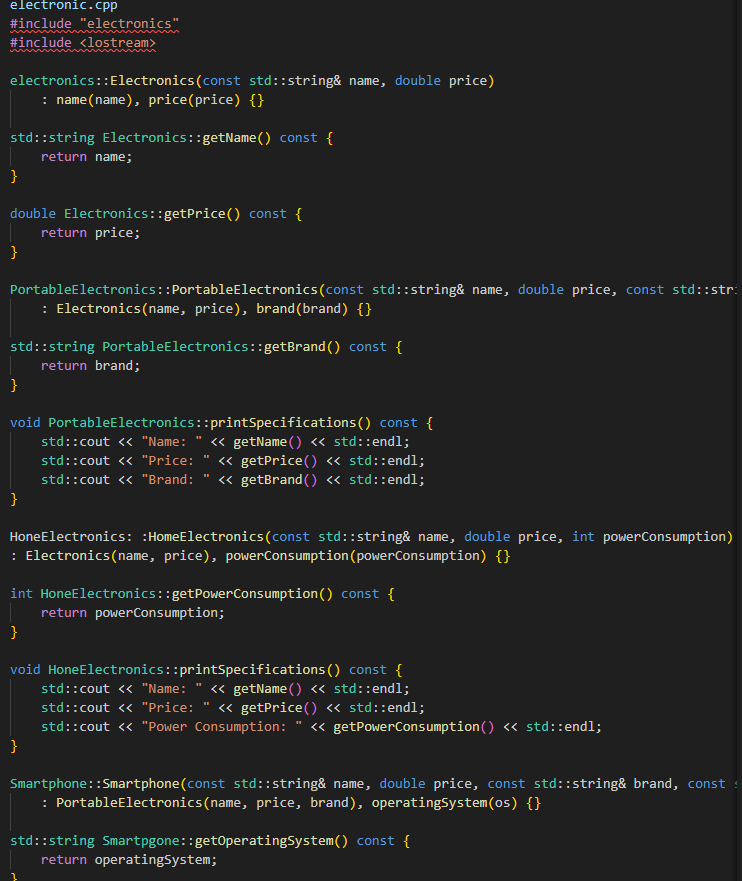 electronic.cpp
#include "electronics"
#include <lostream>
electronics::Electronics(const std::string& name, double price)
: name(name), price(price) {}
std::string Electronics::getName() const {
return name;
}
double Electronics::getPrice() const {
return price;
}
PortableElectronics::PortableElectronics(const std::string& name, double price, const std::stri
: Electronics(name, price), brand(brand) {}
std::string PortableElectronics::getBrand() const {
return brand;
}
void PortableElectronics::printSpecifications() const {
std::cout << "Name: " << getName() << std::endl;
std::cout << "Price: " << getPrice() << std::endl;
std::cout << "Brand: " << getBrand() << std::endl;
}
HoneElectronics: :HomeElectronics(const std::string& name, double price, int powerConsumption)
: Electronics(name, price), powerConsumption(powerConsumption) {}
int HoneElectronics::getPowerConsumption() const {
return powerConsumption;
}
void HoneElectronics::printSpecifications() const {
std::cout << "Name: " << getName() << std::endl;
std::cout << "Price: " << getPrice() << std::endl;
std::cout << "Power Consumption: " << getPowerConsumption() << std::endl;
}
Smartphone::Smartphone(const std::string& name, double price, const std::string& brand, const
: PortableElectronics(name, price, brand), operatingSystem(os) {}
std::string Smartpgone::getOperatingSystem() const {
return operatingSystem;
}